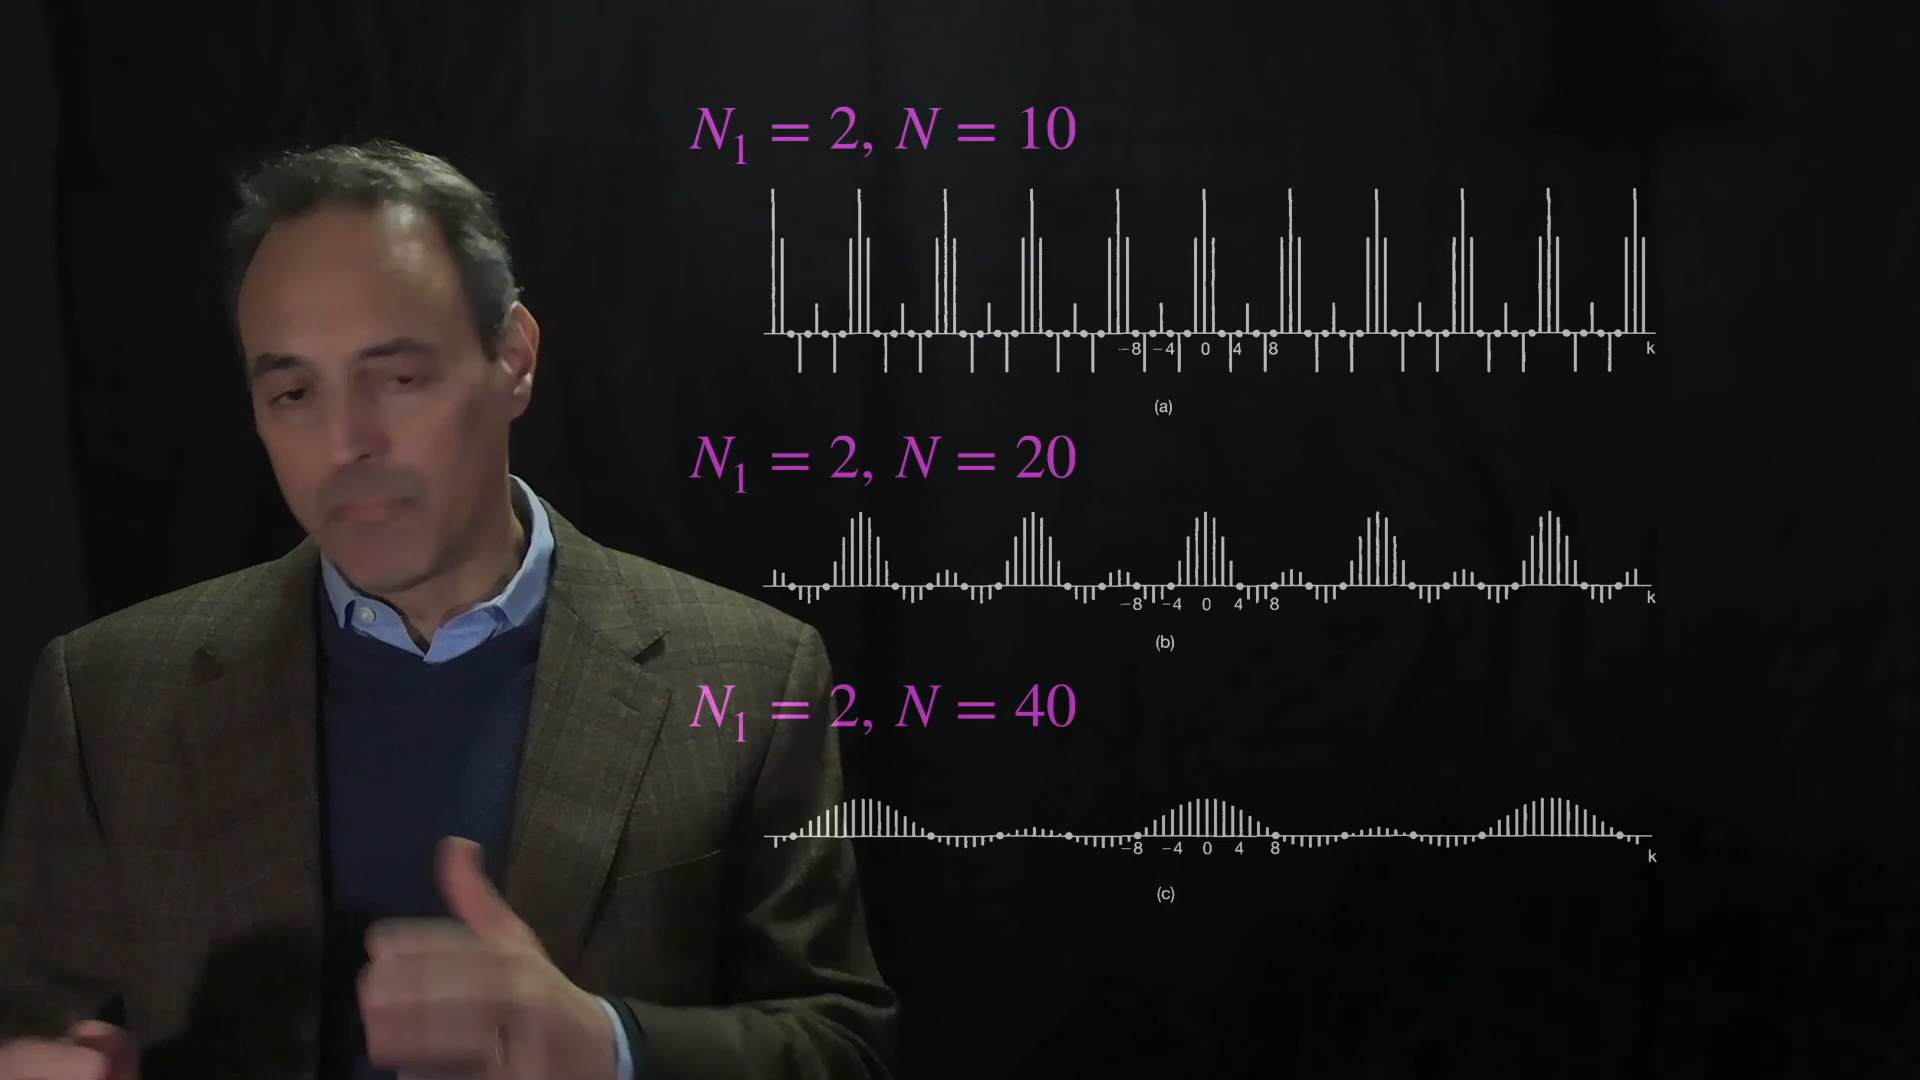 N₁ = 2, N = 10
−8 −4 0 4 8 k
(a)
N₁ = 2, N = 20
−8 −4 0 4 8 k
(b)
N₁ = 2, N = 40
−8 −4 0 4 8 k
(c)